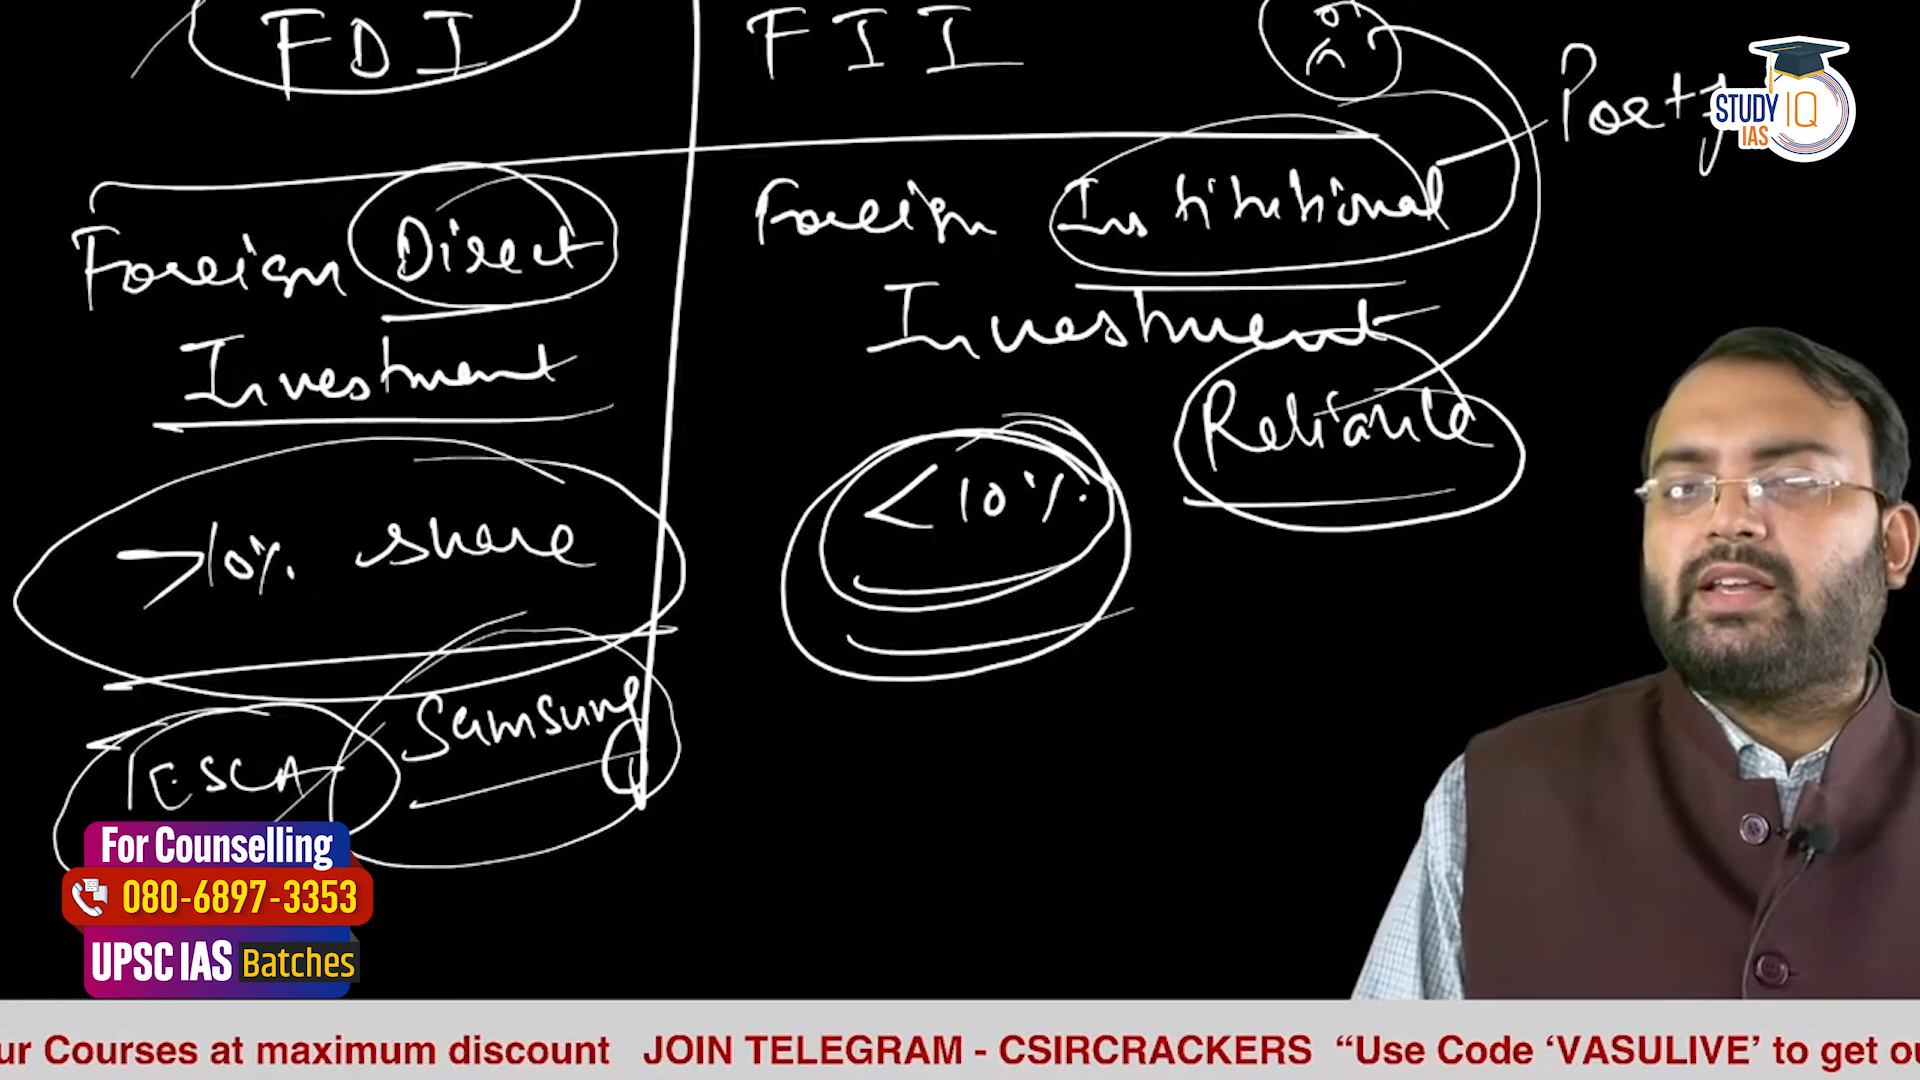 FDI
FII
STUDY IQ
IAS
Foreign Direct
Investment
Foreign Institutional
Investment
Reliance
>10% share
<10%
Samsung
TESLA
For Counselling
080-6897-3353
UPSC IAS Batches
ur Courses at maximum discount JOIN TELEGRAM - CSIRCRACKERS “Use Code ‘VASULIVE’ to get ou